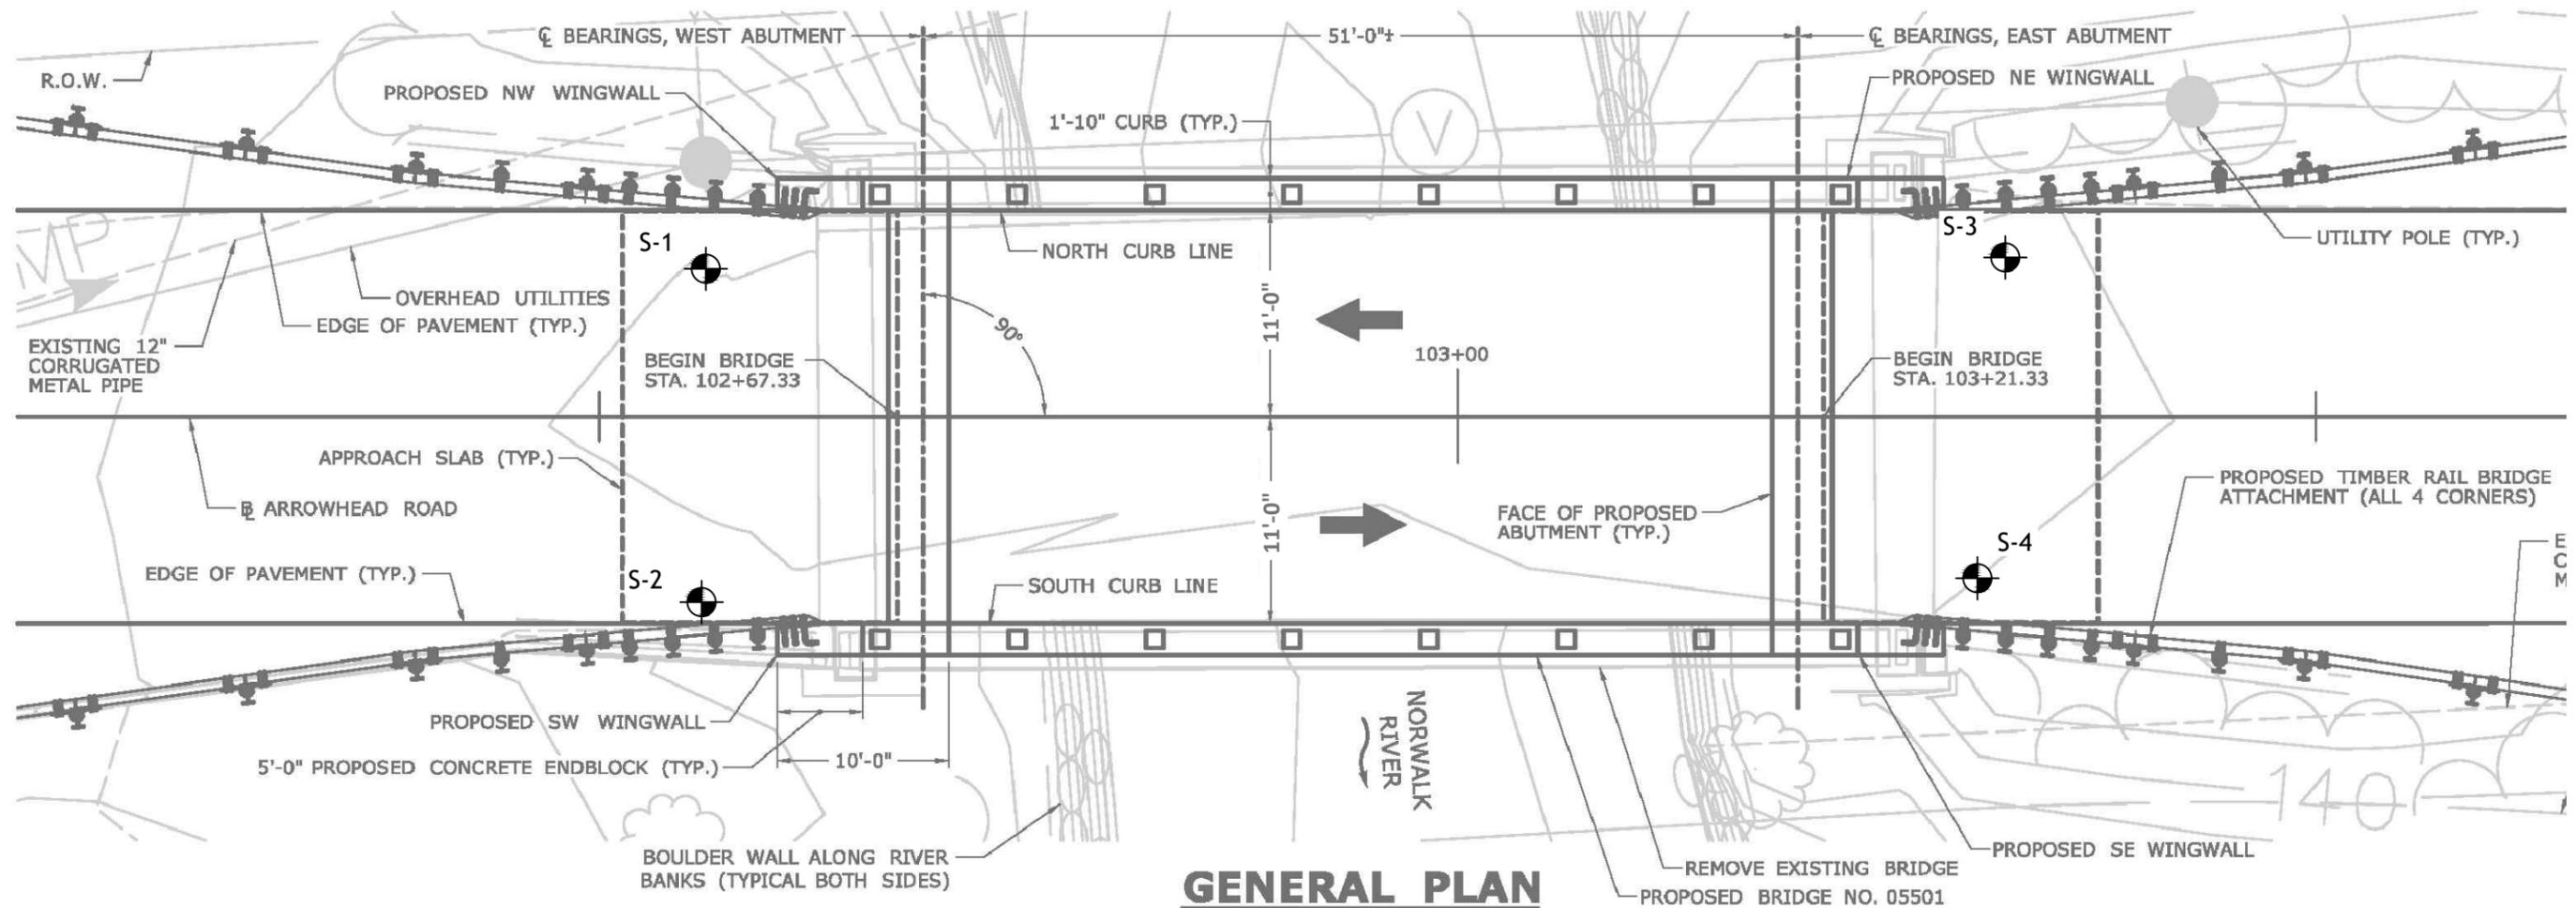 ℄ BEARINGS, WEST ABUTMENT
51'-0"±
℄ BEARINGS, EAST ABUTMENT
R.O.W.
PROPOSED NW WINGWALL
PROPOSED NE WINGWALL
1'-10" CURB (TYP.)
V
S-1
NORTH CURB LINE
S-3
UTILITY POLE (TYP.)
MP
OVERHEAD UTILITIES
EDGE OF PAVEMENT (TYP.)
EXISTING 12"
CORRUGATED
METAL PIPE
90°
11'-0"
103+00
BEGIN BRIDGE
STA. 102+67.33
BEGIN BRIDGE
STA. 103+21.33
APPROACH SLAB (TYP.)
PROPOSED TIMBER RAIL BRIDGE
ATTACHMENT (ALL 4 CORNERS)
ARROWHEAD ROAD
FACE OF PROPOSED
ABUTMENT (TYP.)
11'-0"
S-4
E
C
M
EDGE OF PAVEMENT (TYP.)
S-2
SOUTH CURB LINE
PROPOSED SW WINGWALL
NORWALK
RIVER
5'-0" PROPOSED CONCRETE ENDBLOCK (TYP.)
10'-0"
140
BOULDER WALL ALONG RIVER
BANKS (TYPICAL BOTH SIDES)
PROPOSED SE WINGWALL
REMOVE EXISTING BRIDGE
PROPOSED BRIDGE NO. 05501
GENERAL PLAN